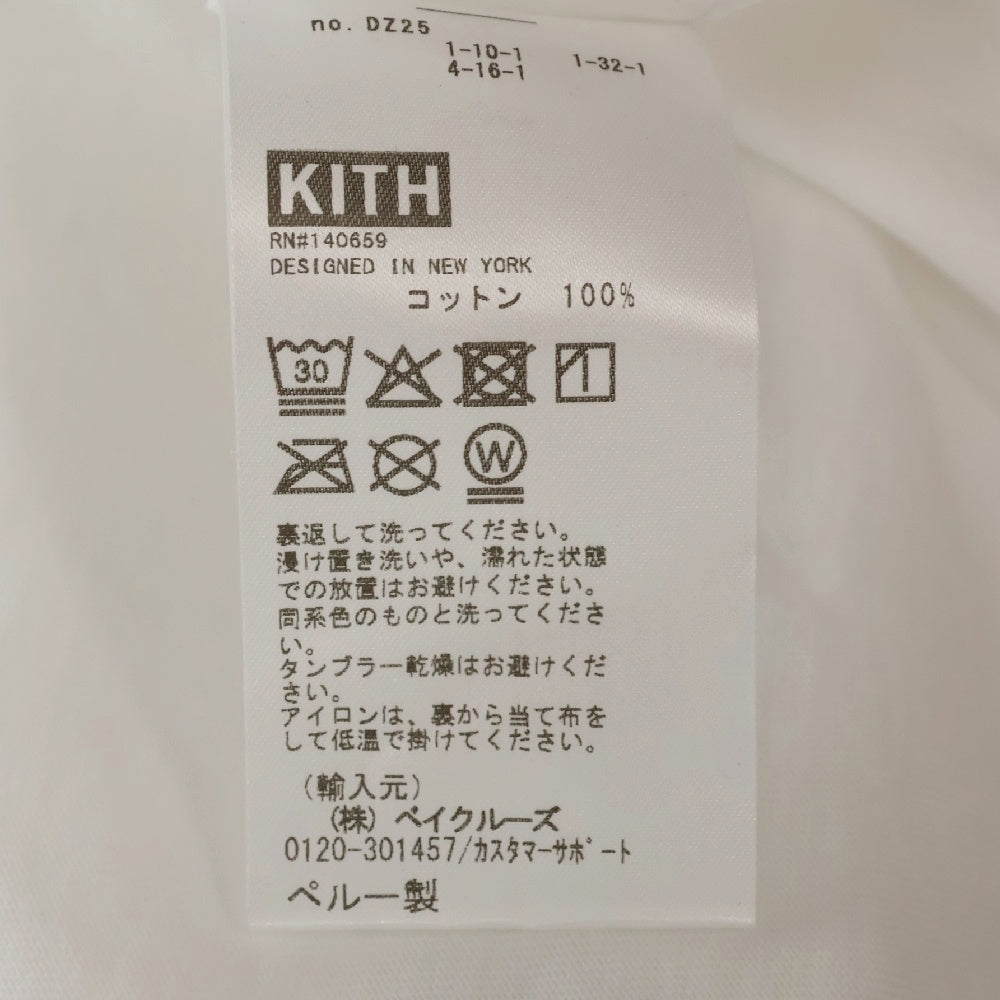 no. DZ25
1-10-1 1-32-1
4-16-1
KITH
RN#140659
DESIGNED IN NEW YORK
コットン 100%
30
W
裏返して洗ってください。
浸け置き洗いや、濡れた状態
での放置はお避けください。
同系色のものと洗ってくださ
い。
タンブラー乾燥はお避けくだ
さい。
アイロンは、裏から当て布を
して低温で掛けてください。
(輸入元)
(株) ベイクルーズ
0120-301457/カスタマーサポート
ペルー製